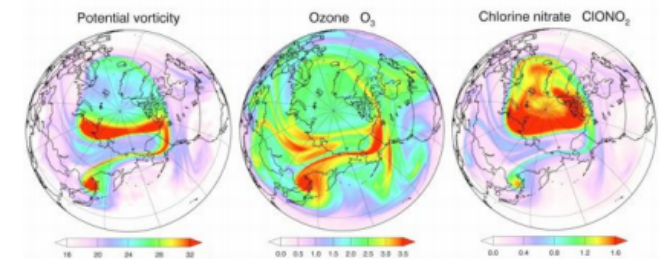 Potential vorticity
Ozone O₃
Chlorine nitrate ClONO₂
16 20 24 28 32
0.0 0.5 1.0 1.5 2.0 2.5 3.0 3.5
0.0 0.4 0.8 1.2 1.6